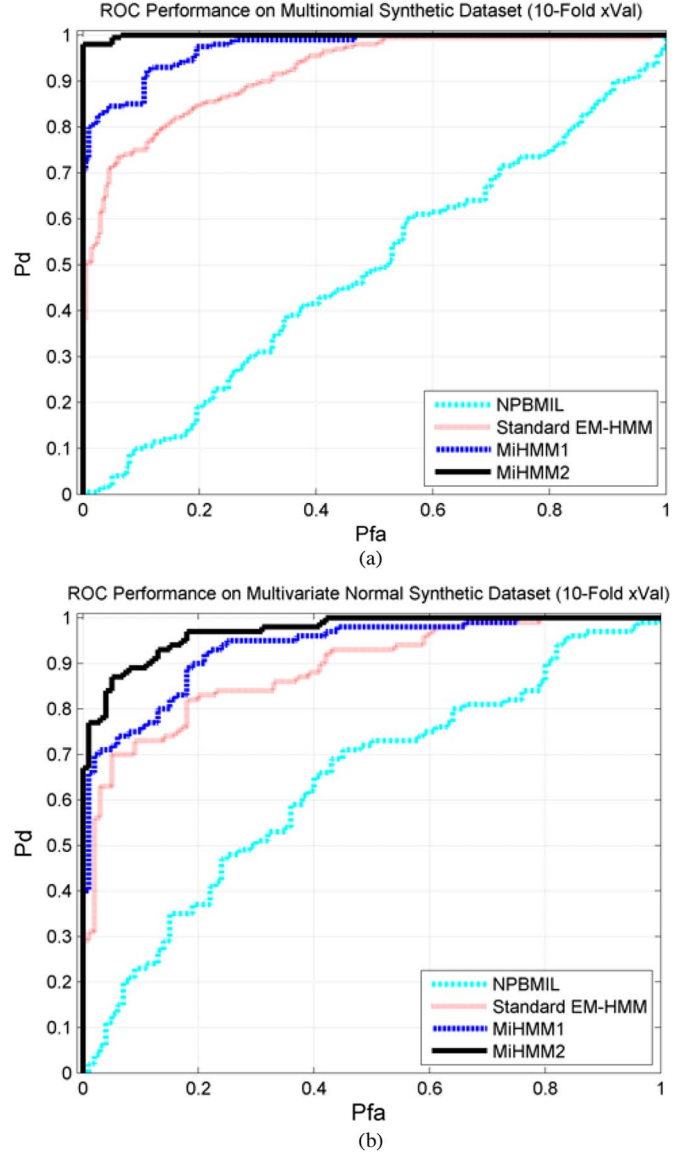 ROC Performance on Multinomial Synthetic Dataset (10-Fold xVal)
1
0.9
0.8
0.7
0.6
0.5
0.4
0.3
0.2
0.1
0
Pd
NPBMIL
Standard EM-HMM
MiHMM1
MiHMM2
0 0.2 0.4 0.6 0.8 1
Pfa
(a)
ROC Performance on Multivariate Normal Synthetic Dataset (10-Fold xVal)
1
0.9
0.8
0.7
0.6
0.5
0.4
0.3
0.2
0.1
0
Pd
NPBMIL
Standard EM-HMM
MiHMM1
MiHMM2
0 0.2 0.4 0.6 0.8 1
Pfa
(b)